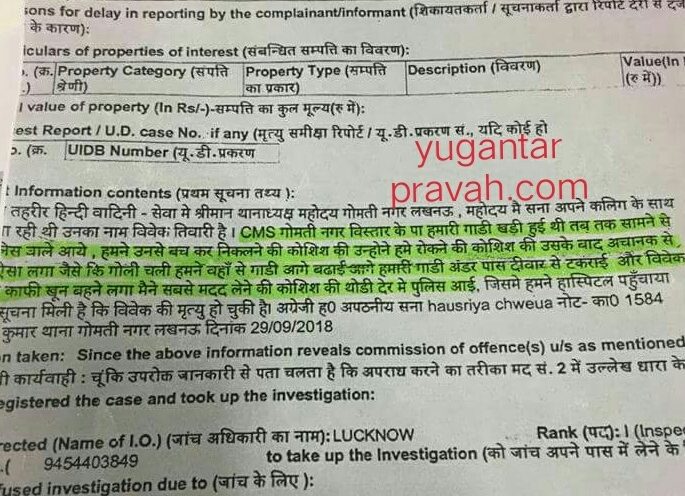 sons for delay in reporting by the complainant/informant (शिकायतकर्ता / सूचनाकर्ता द्वारा रिपोर्ट देरी से दर्ज
के कारण):
iculars of properties of interest (संबन्धित सम्पत्ति का विवरण):
. (क्र. Property Category (संपत्ति Property Type (सम्पत्ति Description (विवरण) Value(In
.) श्रेणी) का प्रकार) (रु में))
l value of property (In Rs/-)-सम्पत्ति का कुल मूल्य(रु में):
est Report / U.D. case No. if any (मृत्यु समीक्षा रिपोर्ट / यू.डी.प्रकरण सं., यदि कोई हो
o. (क्र. UIDB Number (यू.डी.प्रकरण
yugantar
pravah.com
t Information contents (प्रथम सूचना तथ्य ):
तहरीर हिन्दी वादिनी - सेवा मे श्रीमान थानाध्यक्ष महोदय गोमती नगर लखनऊ , महोदय मै सना अपने कलिग के साथ
रही थी उनका नाम विवेक तिवारी है । CMS गोमती नगर विस्तार के पा हमारी गाडी खडी हुई थी तब तक सामने से
वाले आये , हमने उनसे बच कर निकलने की कोशिश की उन्होने हमे रोकने की कोशिश की उसके बाद अचानक से
ऐसा लगा जैसे कि गोली चली हमने वहाँ से गाडी आगे बढाई आगे हमारी गाडी अंडर पास दीवार से टकराई और विवेक
काफी खून बहने लगा मैने सबसे मदद लेने की कोशिश की थोडी देर मे पुलिस आई, जिसमे हमने हास्पिटल पहुँचाया
सूचना मिली है कि विवेक की मृत्यु हो चुकी है। अग्रेजी ह0 अपठनीय सना hausriya chweua नोट- का0 1584
कुमार थाना गोमती नगर लखनऊ दिनांक 29/09/2018
n taken: Since the above information reveals commission of offence(s) u/s as mentioned
ी कार्यवाही : चूंकि उपरोक्त जानकारी से पता चलता है कि अपराध करने का तरीका मद सं. 2 में उल्लेख धारा के
egistered the case and took up the investigation:
rected (Name of I.O.) (जांच अधिकारी का नाम): LUCKNOW Rank (पद): I (Inspe
.( 9454403849 to take up the Investigation (को जांच अपने पास में लेने के
fused investigation due to (जांच के लिए ):